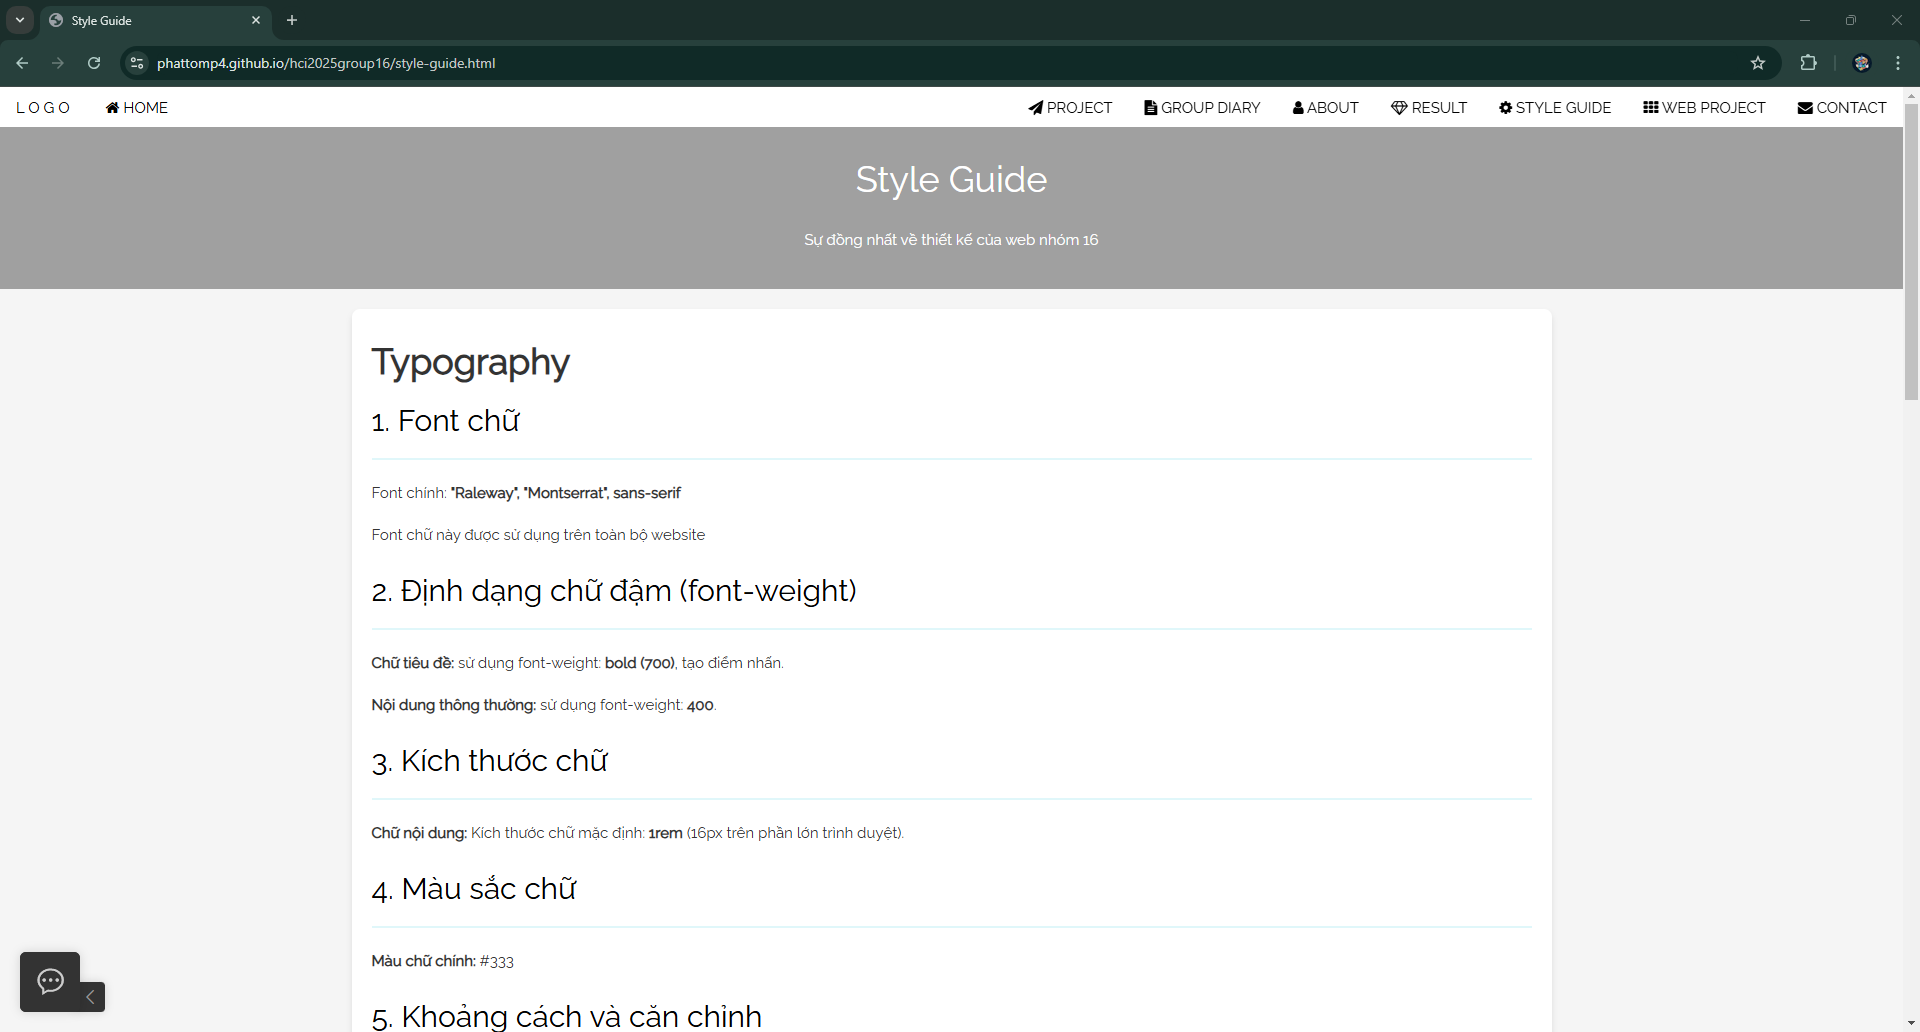 Style Guide
phattomp4.github.io/hci2025group16/style-guide.html
LOGO HOME PROJECT GROUP DIARY ABOUT RESULT STYLE GUIDE WEB PROJECT CONTACT
Style Guide
Sự đồng nhất về thiết kế của web nhóm 16
Typography
1. Font chữ
Font chính: "Raleway", "Montserrat", sans-serif
Font chữ này được sử dụng trên toàn bộ website
2. Định dạng chữ đậm (font-weight)
Chữ tiêu đề: sử dụng font-weight: bold (700), tạo điểm nhấn.
Nội dung thông thường: sử dụng font-weight: 400.
3. Kích thước chữ
Chữ nội dung: Kích thước chữ mặc định: 1rem (16px trên phần lớn trình duyệt).
4. Màu sắc chữ
Màu chữ chính: #333
5. Khoảng cách và căn chỉnh